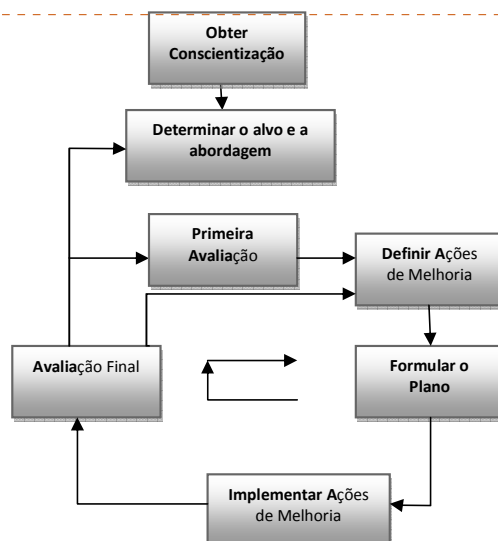 Obter
Conscientização
Determinar o alvo e a
abordagem
Primeira
Avaliação
Definir Ações
de Melhoria
Avaliação Final
Formular o
Plano
Implementar Ações
de Melhoria